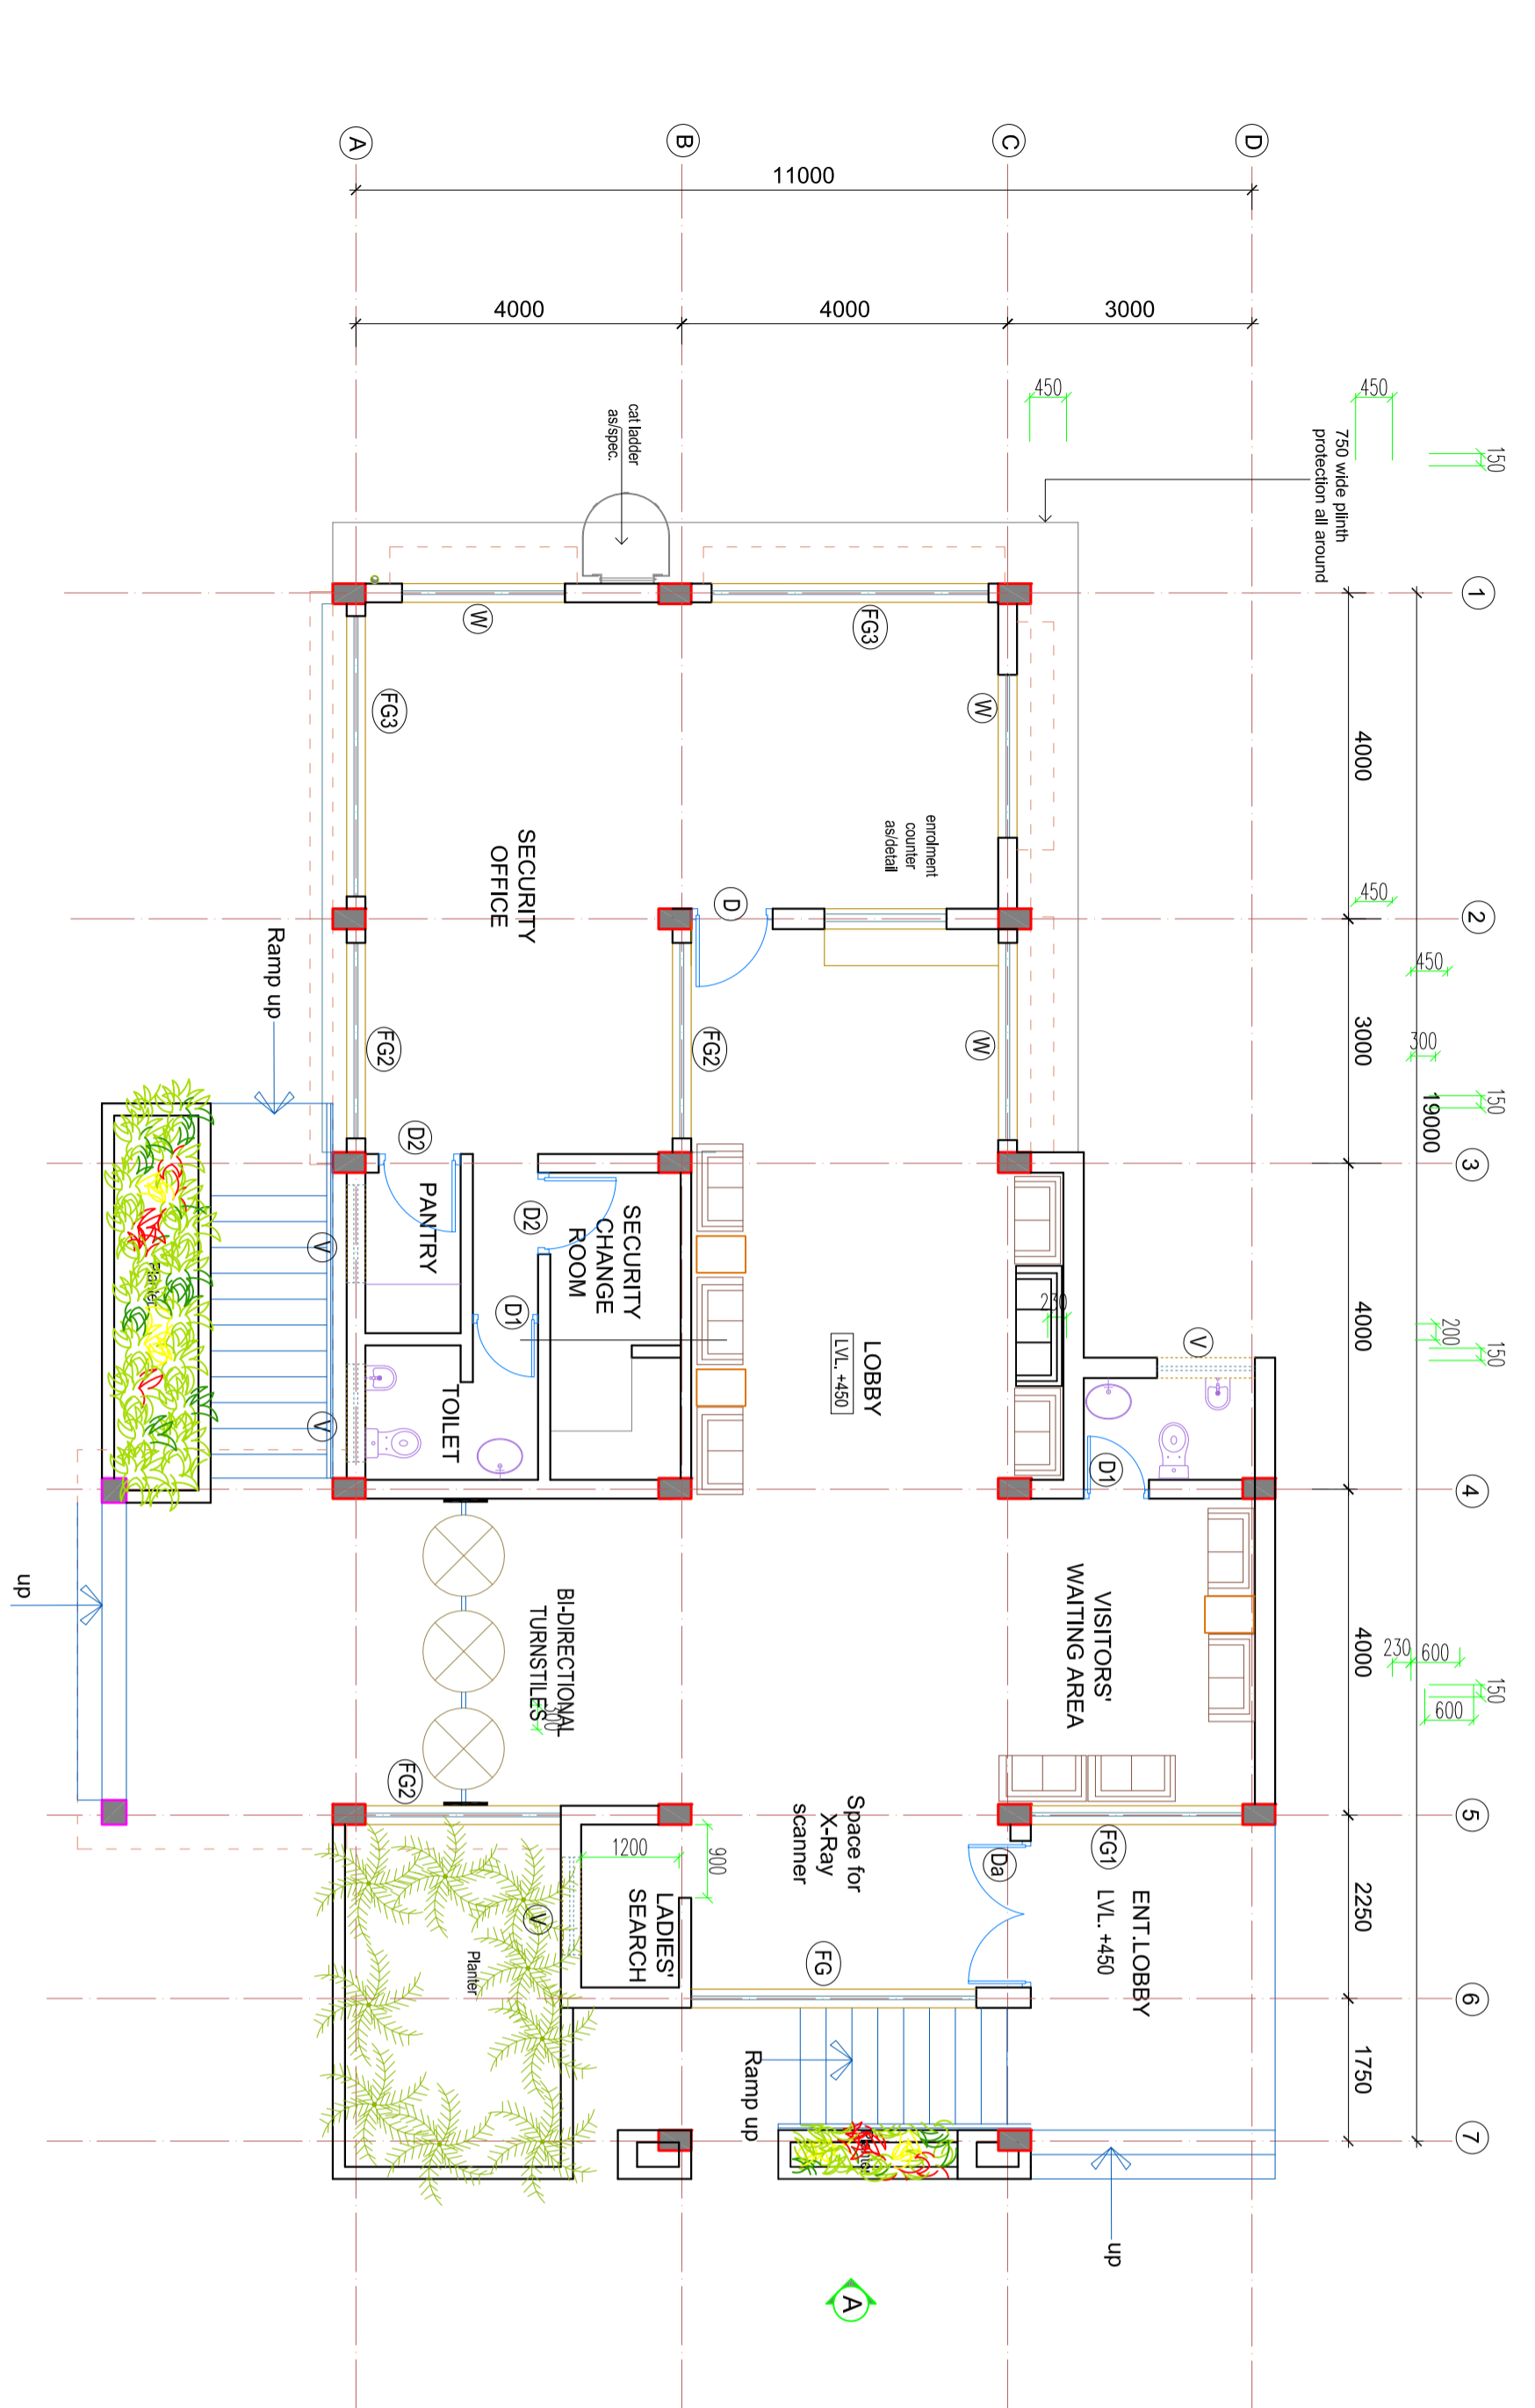 A
B
C
D
11000
4000
4000
3000
450
450
150
cat ladder
as/spec.
750 wide plinth
protection all around
1
W
FG3
FG3
W
4000
enrolment
counter
as/detail
SECURITY
OFFICE
D
450
2
Ramp up
450
FG2
FG2
W
3000
300
150
19000
D2
3
PANTRY
D2
SECURITY
CHANGE
ROOM
V
Planter
D1
LOBBY
LVL. +450
230
4000
V
200
150
V
TOILET
D1
4
up
BI-DIRECTIONAL
TURNSTILES
300
VISITORS'
WAITING AREA
4000
230
600
150
600
FG2
Space for
X-Ray
scanner
5
1200
900
FG1
Da
LADIES'
SEARCH
V
Planter
FG
ENT.LOBBY
LVL. +450
2250
6
Ramp up
1750
Planter
7
up
A